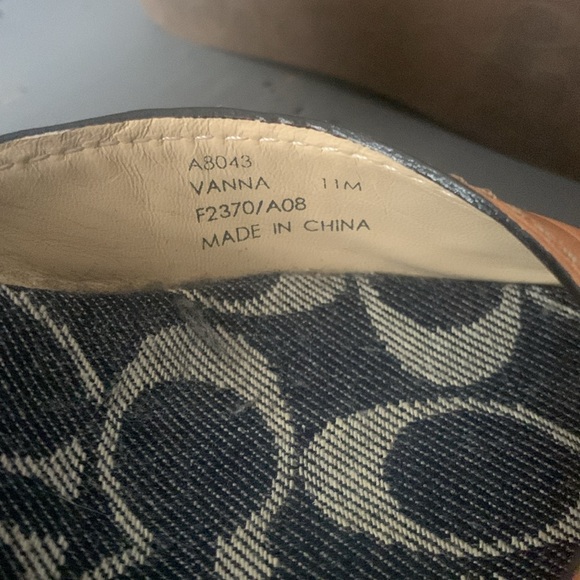 A8043
VANNA 11M
F2370/A08
MADE IN CHINA